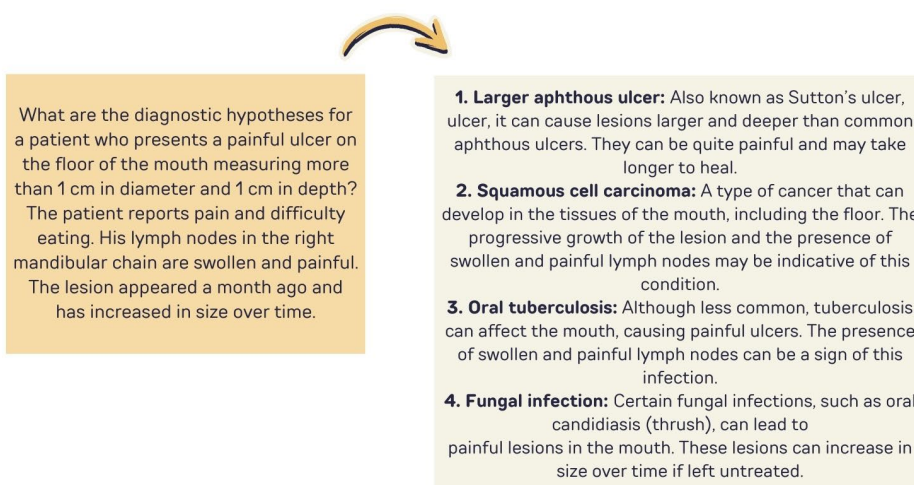 What are the diagnostic hypotheses for
a patient who presents a painful ulcer on
the floor of the mouth measuring more
than 1 cm in diameter and 1 cm in depth?
The patient reports pain and difficulty
eating. His lymph nodes in the right
mandibular chain are swollen and painful.
The lesion appeared a month ago and
has increased in size over time.
1. Larger aphthous ulcer: Also known as Sutton's ulcer,
ulcer, it can cause lesions larger and deeper than common
aphthous ulcers. They can be quite painful and may take
longer to heal.
2. Squamous cell carcinoma: A type of cancer that can
develop in the tissues of the mouth, including the floor. The
progressive growth of the lesion and the presence of
swollen and painful lymph nodes may be indicative of this
condition.
3. Oral tuberculosis: Although less common, tuberculosis
can affect the mouth, causing painful ulcers. The presence
of swollen and painful lymph nodes can be a sign of this
infection.
4. Fungal infection: Certain fungal infections, such as oral
candidiasis (thrush), can lead to
painful lesions in the mouth. These lesions can increase in
size over time if left untreated.